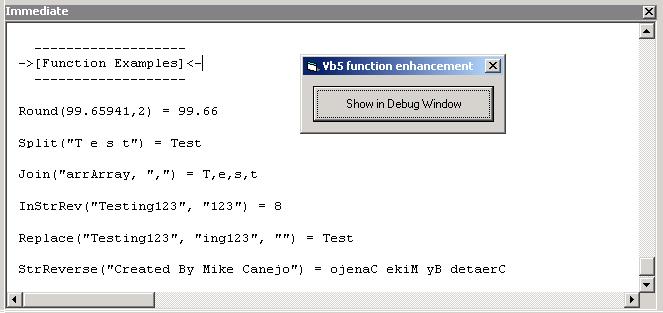 Immediate
-------------------
->[Function Examples]<-
-------------------
Vb5 function enhancement
Show in Debug Window
Round(99.65941,2) = 99.66
Split("T e s t") = Test
Join("arrArray, ",") = T,e,s,t
InStrRev("Testing123", "123") = 8
Replace("Testing123", "ing123", "") = Test
StrReverse("Created By Mike Canejo") = ojenaC ekiM yB detaerC